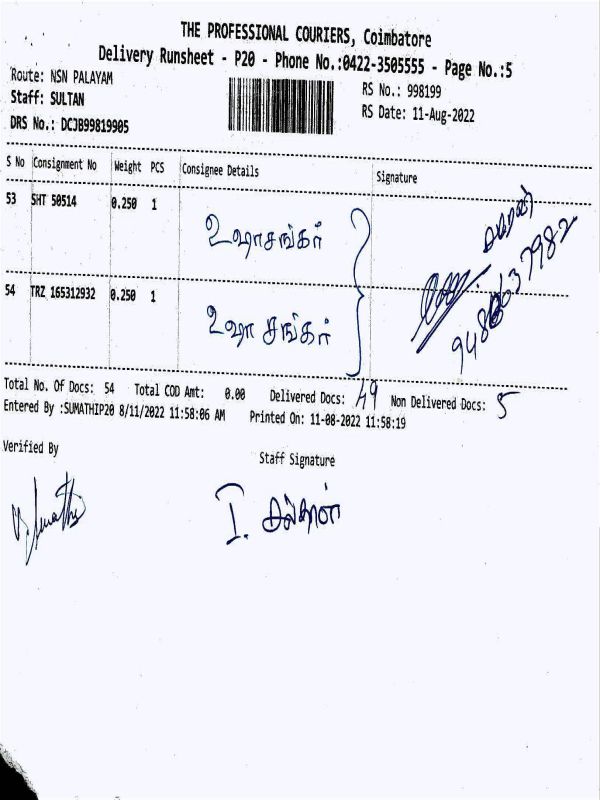 THE PROFESSIONAL COURIERS, Coimbatore
Delivery Runsheet - P20 - Phone No.:0422-3505555 - Page No.:5
Route: NSN PALAYAM
RS No.: 998199
Staff: SULTAN
RS Date: 11-Aug-2022
DRS No.: DCJB99819905
S No Consignment No Weight PCS Consignee Details Signature
53 SHT 50514 0.250 1 உஷாசங்கர்
54 TRZ 165312932 0.250 1 உஷா சங்கர்
Total No. Of Docs: 54 Total COD Amt: 0.00 Delivered Docs: 49 Non Delivered Docs: 5
Entered By :SUMATHIP20 8/11/2022 11:58:06 AM Printed On: 11-08-2022 11:58:19
Verified By
Staff Signature
I. சுல்தான்